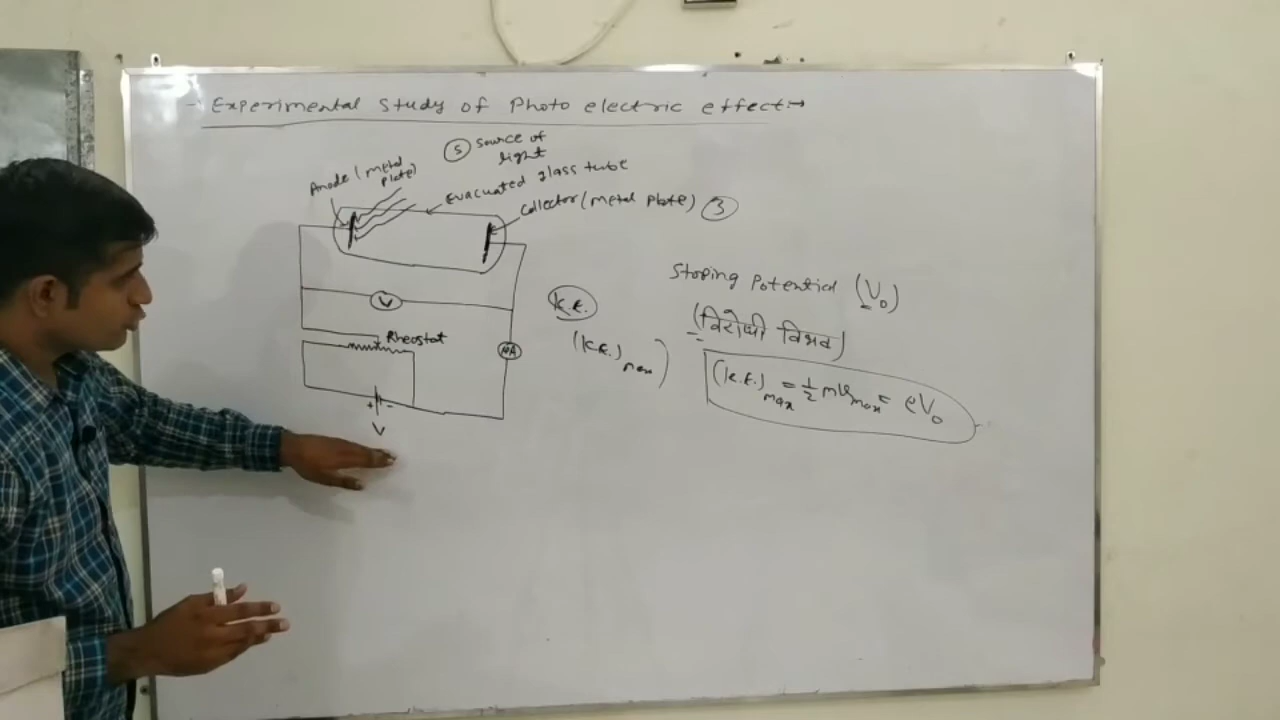 Experimental Study of Photo electric effect:→
S source of
light
Anode (metal
plate)
Evacuated glass tube
Collector (metal plate) 3
V
Rheostat
μA
+ -
V
K.E.
(K.E.)max)
Stoping Potential (V₀)
(विरोधी विभव)
(K.E.)max = ½ mvmax = eV₀